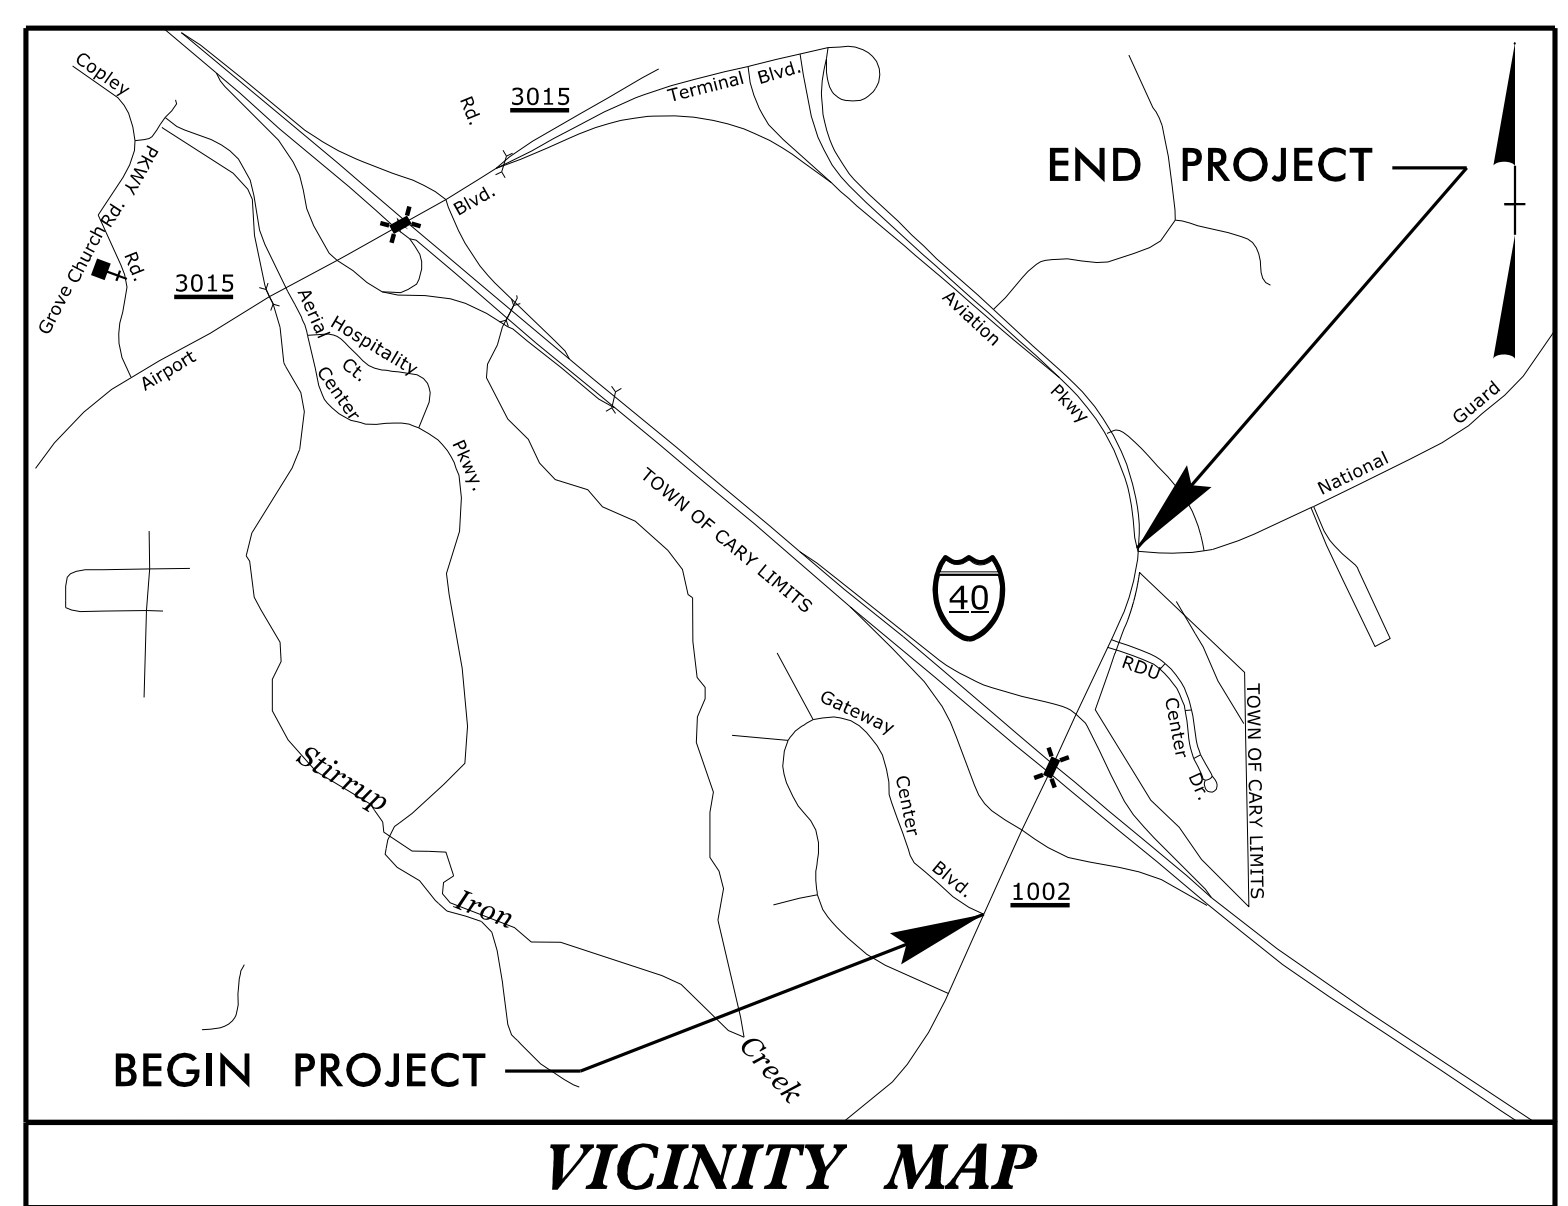 Copley
3015
Rd.
Terminal Blvd.
PKWY
END PROJECT
Blvd.
Grove Church Rd.
Rd.
3015
Aerial
Hospitality
Ct.
Center
Pkwy.
Airport
Aviation
Pkwy
National Guard
TOWN OF CARY LIMITS
40
RDU
Center
Dr.
TOWN OF CARY LIMITS
Gateway
Center
Blvd.
1002
Stirrup
Iron
Creek
BEGIN PROJECT
VICINITY MAP